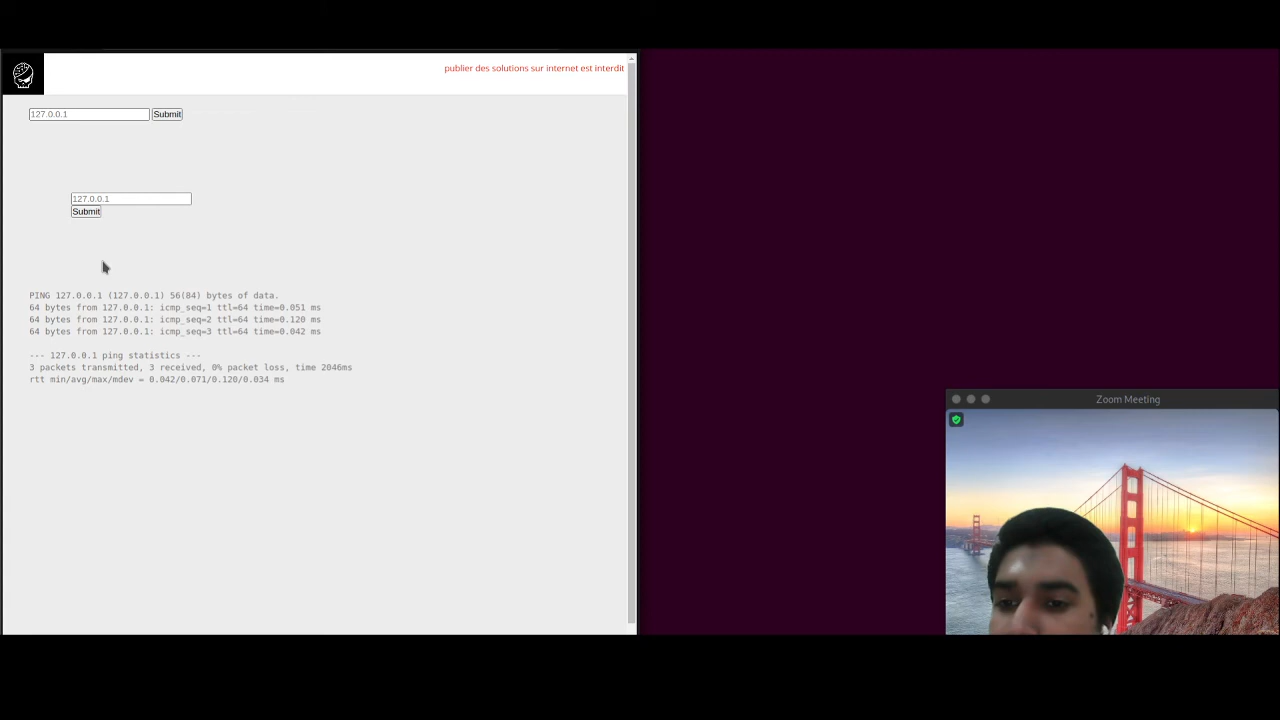 publier des solutions sur internet est interdit
127.0.0.1 Submit
127.0.0.1
Submit
PING 127.0.0.1 (127.0.0.1) 56(84) bytes of data.
64 bytes from 127.0.0.1: icmp_seq=1 ttl=64 time=0.051 ms
64 bytes from 127.0.0.1: icmp_seq=2 ttl=64 time=0.120 ms
64 bytes from 127.0.0.1: icmp_seq=3 ttl=64 time=0.042 ms
--- 127.0.0.1 ping statistics ---
3 packets transmitted, 3 received, 0% packet loss, time 2046ms
rtt min/avg/max/mdev = 0.042/0.071/0.120/0.034 ms
Zoom Meeting